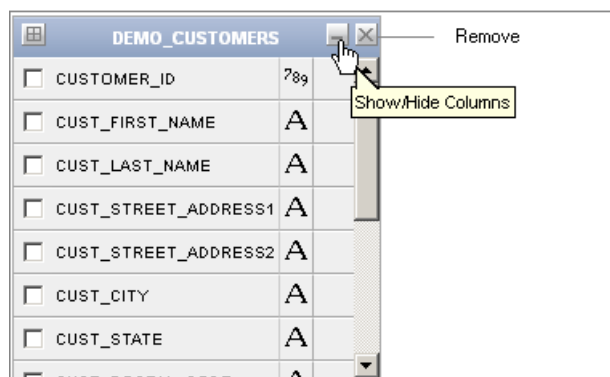 DEMO_CUSTOMERS
Remove
CUSTOMER_ID 789
Show/Hide Columns
CUST_FIRST_NAME A
CUST_LAST_NAME A
CUST_STREET_ADDRESS1 A
CUST_STREET_ADDRESS2 A
CUST_CITY A
CUST_STATE A